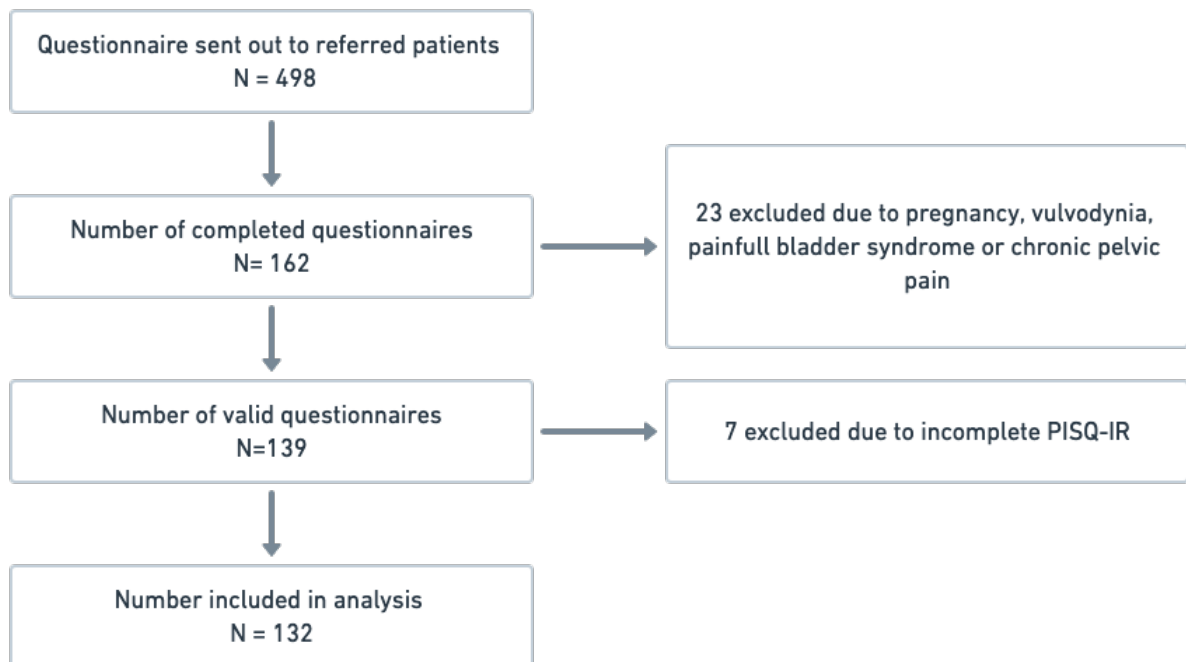 Questionnaire sent out to referred patients
N = 498
Number of completed questionnaires
N= 162
23 excluded due to pregnancy, vulvodynia,
painfull bladder syndrome or chronic pelvic
pain
Number of valid questionnaires
N=139
7 excluded due to incomplete PISQ-IR
Number included in analysis
N = 132